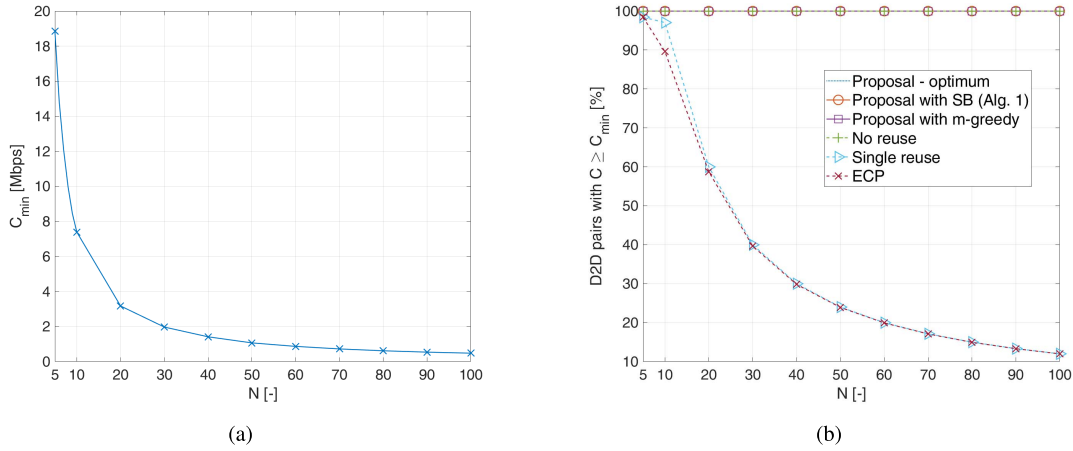 20
18
16
14
12
10
8
6
4
2
0
C_min [Mbps]
5 10 20 30 40 50 60 70 80 90 100
N [-]
(a)
100
90
80
70
60
50
40
30
20
10
D2D pairs with C ≥ C_min [%]
Proposal - optimum
Proposal with SB (Alg. 1)
Proposal with m-greedy
No reuse
Single reuse
ECP
5 10 20 30 40 50 60 70 80 90 100
N [-]
(b)